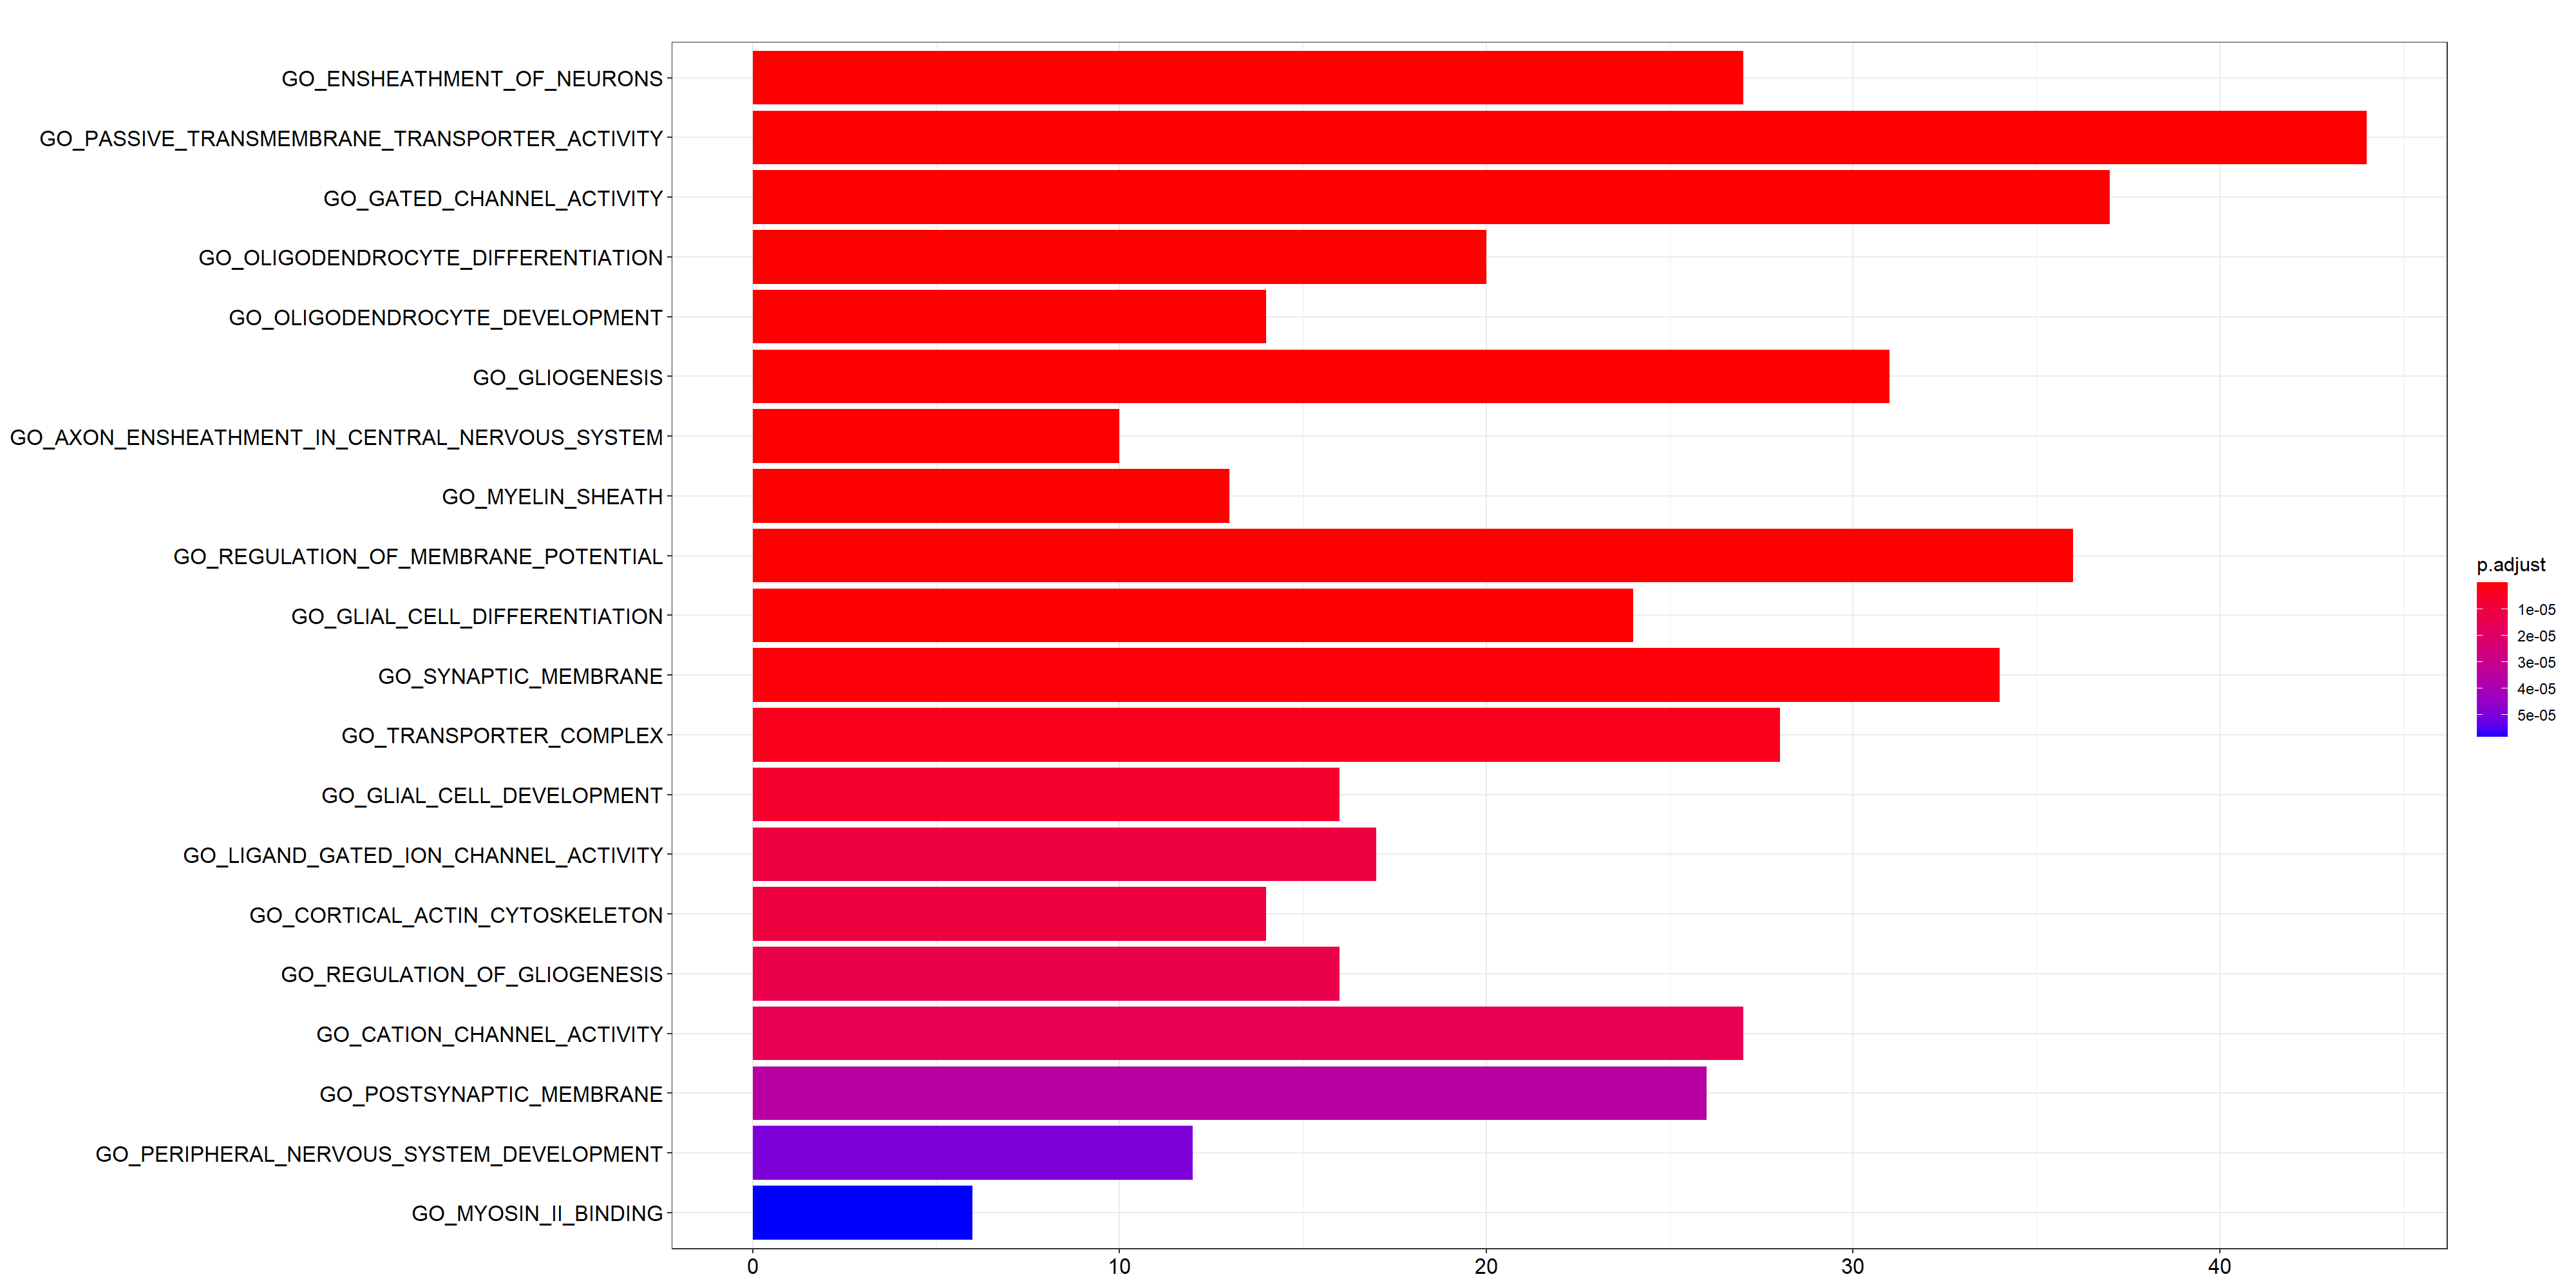 GO_ENSHEATHMENT_OF_NEURONS
GO_PASSIVE_TRANSMEMBRANE_TRANSPORTER_ACTIVITY
GO_GATED_CHANNEL_ACTIVITY
GO_OLIGODENDROCYTE_DIFFERENTIATION
GO_OLIGODENDROCYTE_DEVELOPMENT
GO_GLIOGENESIS
GO_AXON_ENSHEATHMENT_IN_CENTRAL_NERVOUS_SYSTEM
GO_MYELIN_SHEATH
GO_REGULATION_OF_MEMBRANE_POTENTIAL
GO_GLIAL_CELL_DIFFERENTIATION
GO_SYNAPTIC_MEMBRANE
GO_TRANSPORTER_COMPLEX
GO_GLIAL_CELL_DEVELOPMENT
GO_LIGAND_GATED_ION_CHANNEL_ACTIVITY
GO_CORTICAL_ACTIN_CYTOSKELETON
GO_REGULATION_OF_GLIOGENESIS
GO_CATION_CHANNEL_ACTIVITY
GO_POSTSYNAPTIC_MEMBRANE
GO_PERIPHERAL_NERVOUS_SYSTEM_DEVELOPMENT
GO_MYOSIN_II_BINDING
0 10 20 30 40
p.adjust
1e-05
2e-05
3e-05
4e-05
5e-05